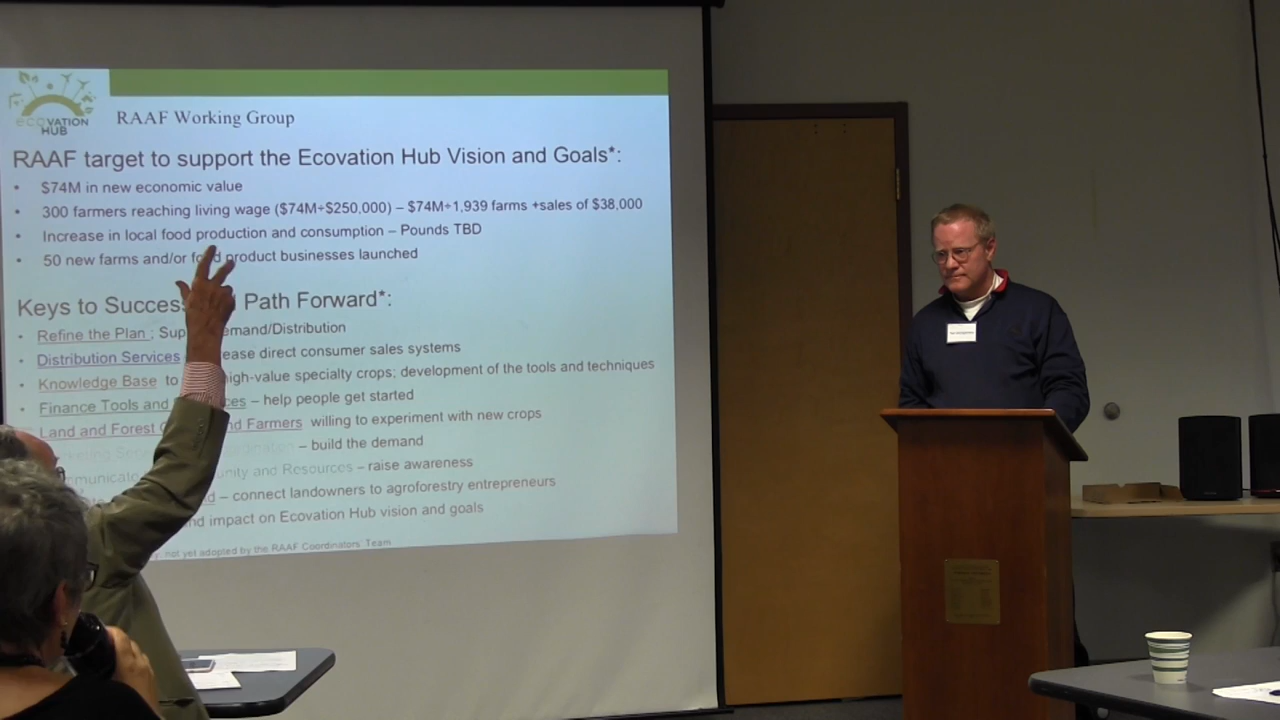 ecoVATION
HUB
RAAF Working Group
RAAF target to support the Ecovation Hub Vision and Goals*:
• $74M in new economic value
• 300 farmers reaching living wage ($74M÷$250,000) – $74M÷1,939 farms +sales of $38,000
• Increase in local food production and consumption – Pounds TBD
• 50 new farms and/or food product businesses launched
Keys to Success Path Forward*:
• Refine the Plan ; Demand/Distribution
• Distribution Services direct consumer sales systems
• Knowledge Base to high-value specialty crops; development of the tools and techniques
• Finance Tools and – help people get started
• Land and Forest and Farmers willing to experiment with new crops
– build the demand
and Resources – raise awareness
– connect landowners to agroforestry entrepreneurs
and impact on Ecovation Hub vision and goals
not yet adopted by the RAAF Coordinators' Team